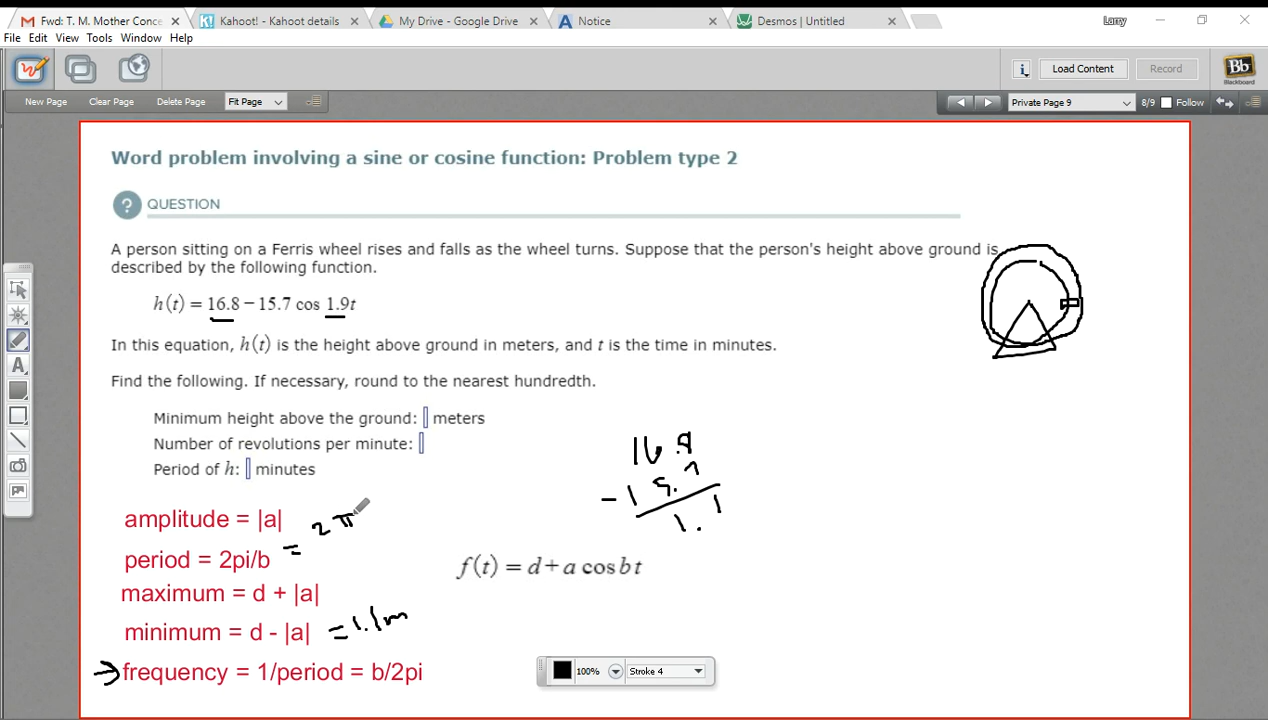 Fwd: T. M. Mother Conce
Kahoot! - Kahoot details
My Drive - Google Drive
Notice
Desmos | Untitled
Larry
File Edit View Tools Window Help
Load Content
Record
Bb
Blackboard
New Page
Clear Page
Delete Page
Fit Page
Private Page 9
8/9
Follow
Word problem involving a sine or cosine function: Problem type 2
? QUESTION
A person sitting on a Ferris wheel rises and falls as the wheel turns. Suppose that the person's height above ground is
described by the following function.
h(t) = 16.8 − 15.7 cos 1.9t
In this equation, h(t) is the height above ground in meters, and t is the time in minutes.
Find the following. If necessary, round to the nearest hundredth.
Minimum height above the ground: meters
Number of revolutions per minute:
Period of h: minutes
16.8
- 15.7
1.1
amplitude = |a|
period = 2pi/b = 2π
maximum = d + |a|
minimum = d - |a| = 1.1m
→ frequency = 1/period = b/2pi
f(t) = d + a cos b t
100%
Stroke 4